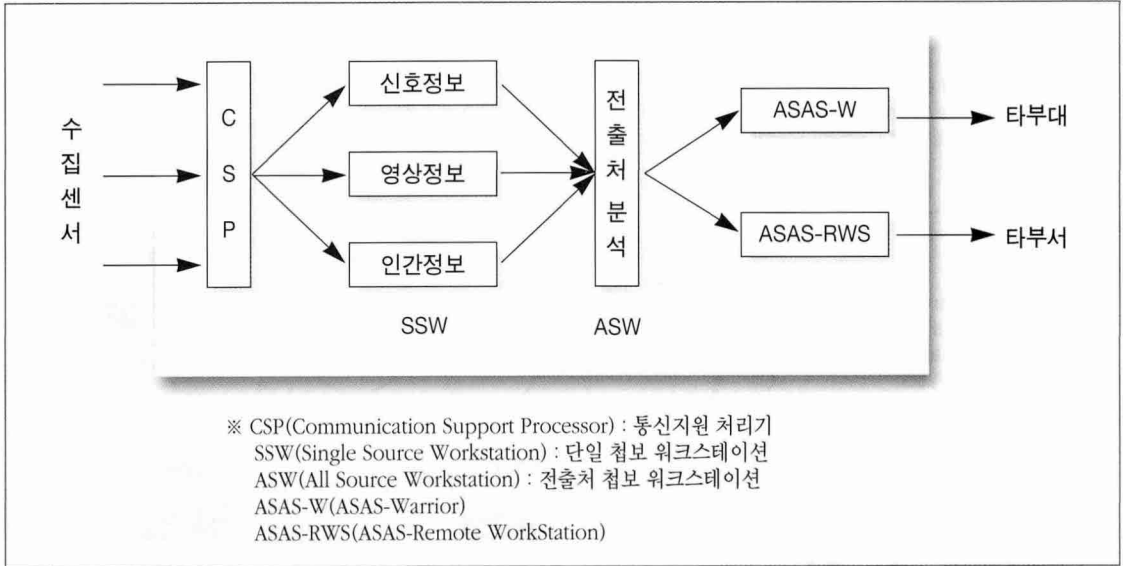 수집센서
CSP
신호정보
영상정보
인간정보
SSW
전출처분석
ASW
ASAS-W
ASAS-RWS
타부대
타부서
※ CSP(Communication Support Processor) : 통신지원 처리기
SSW(Single Source Workstation) : 단일 첩보 워크스테이션
ASW(All Source Workstation) : 전출처 첩보 워크스테이션
ASAS-W(ASAS-Warrior)
ASAS-RWS(ASAS-Remote WorkStation)